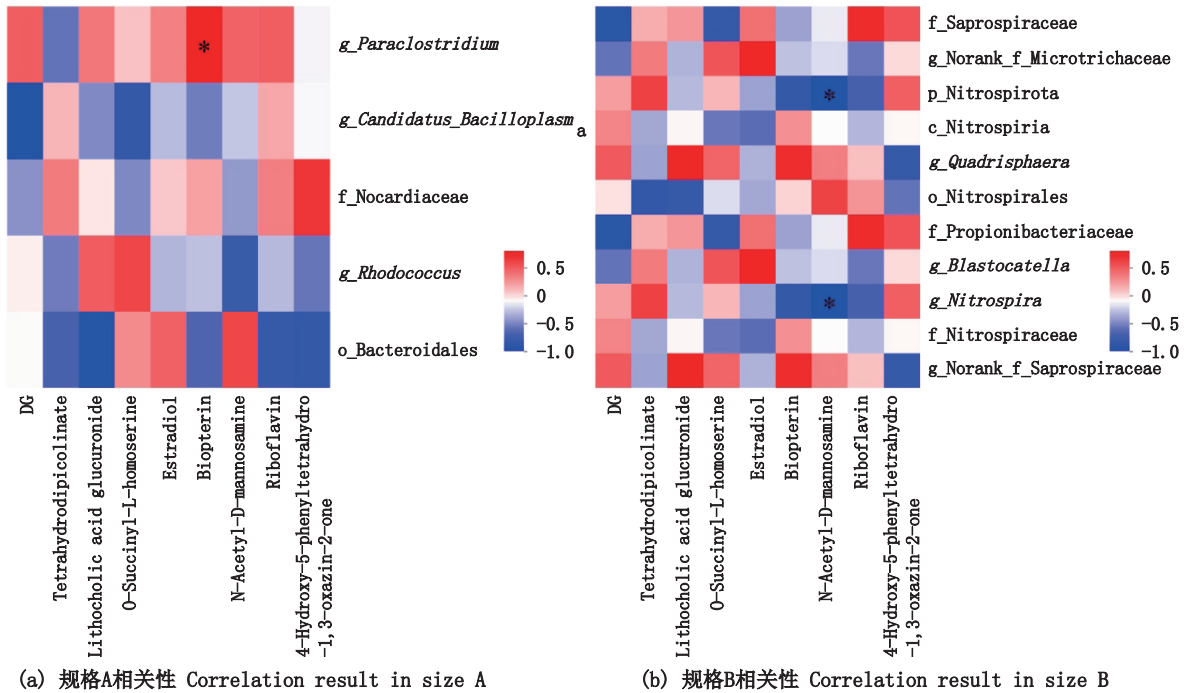 *
g_Paraclostridium
g_Candidatus_Bacilloplasma
f_Nocardiaceae
g_Rhodococcus
o_Bacteroidales
0.5
0
-0.5
-1.0
DG
Tetrahydrodipicolinate
Lithocholic acid glucuronide
O-Succinyl-L-homoserine
Estradiol
Biopterin
N-Acetyl-D-mannosamine
Riboflavin
4-Hydroxy-5-phenyltetrahydro
-1,3-oxazin-2-one
(a) 规格A相关性 Correlation result in size A
f_Saprospiraceae
g_Norank_f_Microtrichaceae
*
p_Nitrospirota
c_Nitrospiria
g_Quadrisphaera
o_Nitrospirales
f_Propionibacteriaceae
g_Blastocatella
*
g_Nitrospira
f_Nitrospiraceae
g_Norank_f_Saprospiraceae
0.5
0
-0.5
-1.0
DG
Tetrahydrodipicolinate
Lithocholic acid glucuronide
O-Succinyl-L-homoserine
Estradiol
Biopterin
N-Acetyl-D-mannosamine
Riboflavin
4-Hydroxy-5-phenyltetrahydro
-1,3-oxazin-2-one
(b) 规格B相关性 Correlation result in size B